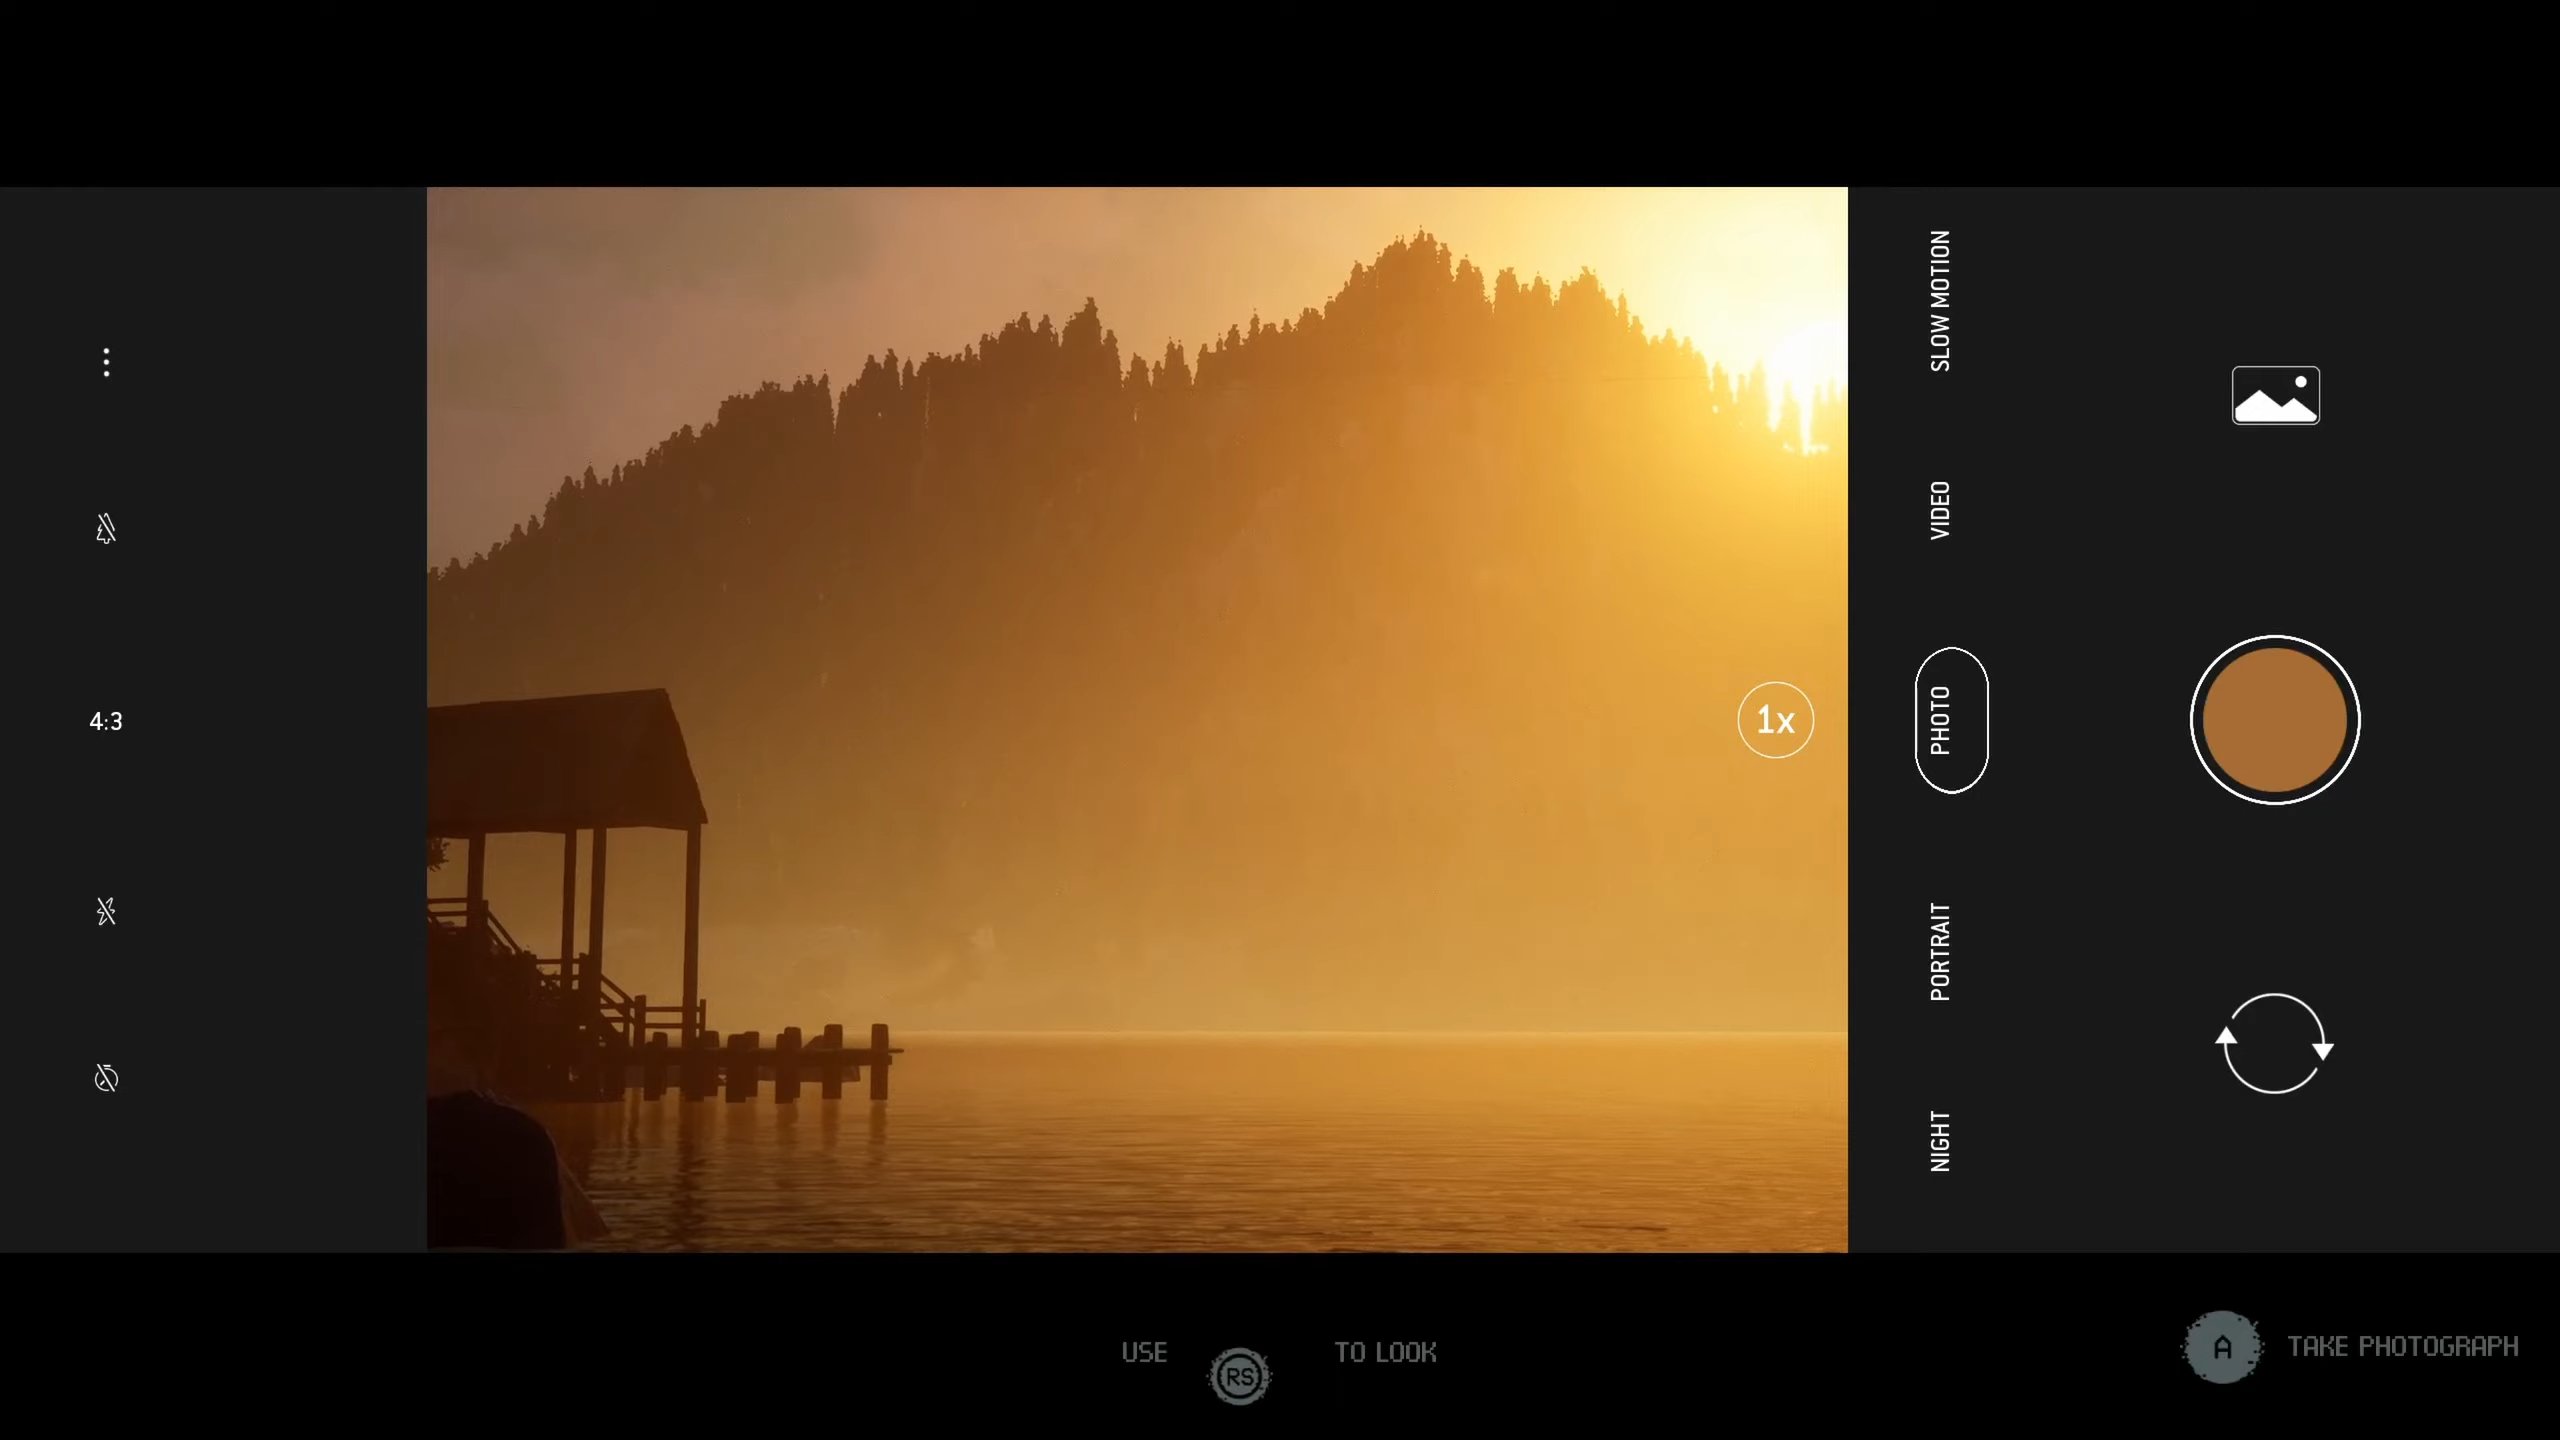 SLOW MOTION
VIDEO
4:3
1x
PHOTO
PORTRAIT
NIGHT
USE RS TO LOOK
A TAKE PHOTOGRAPH